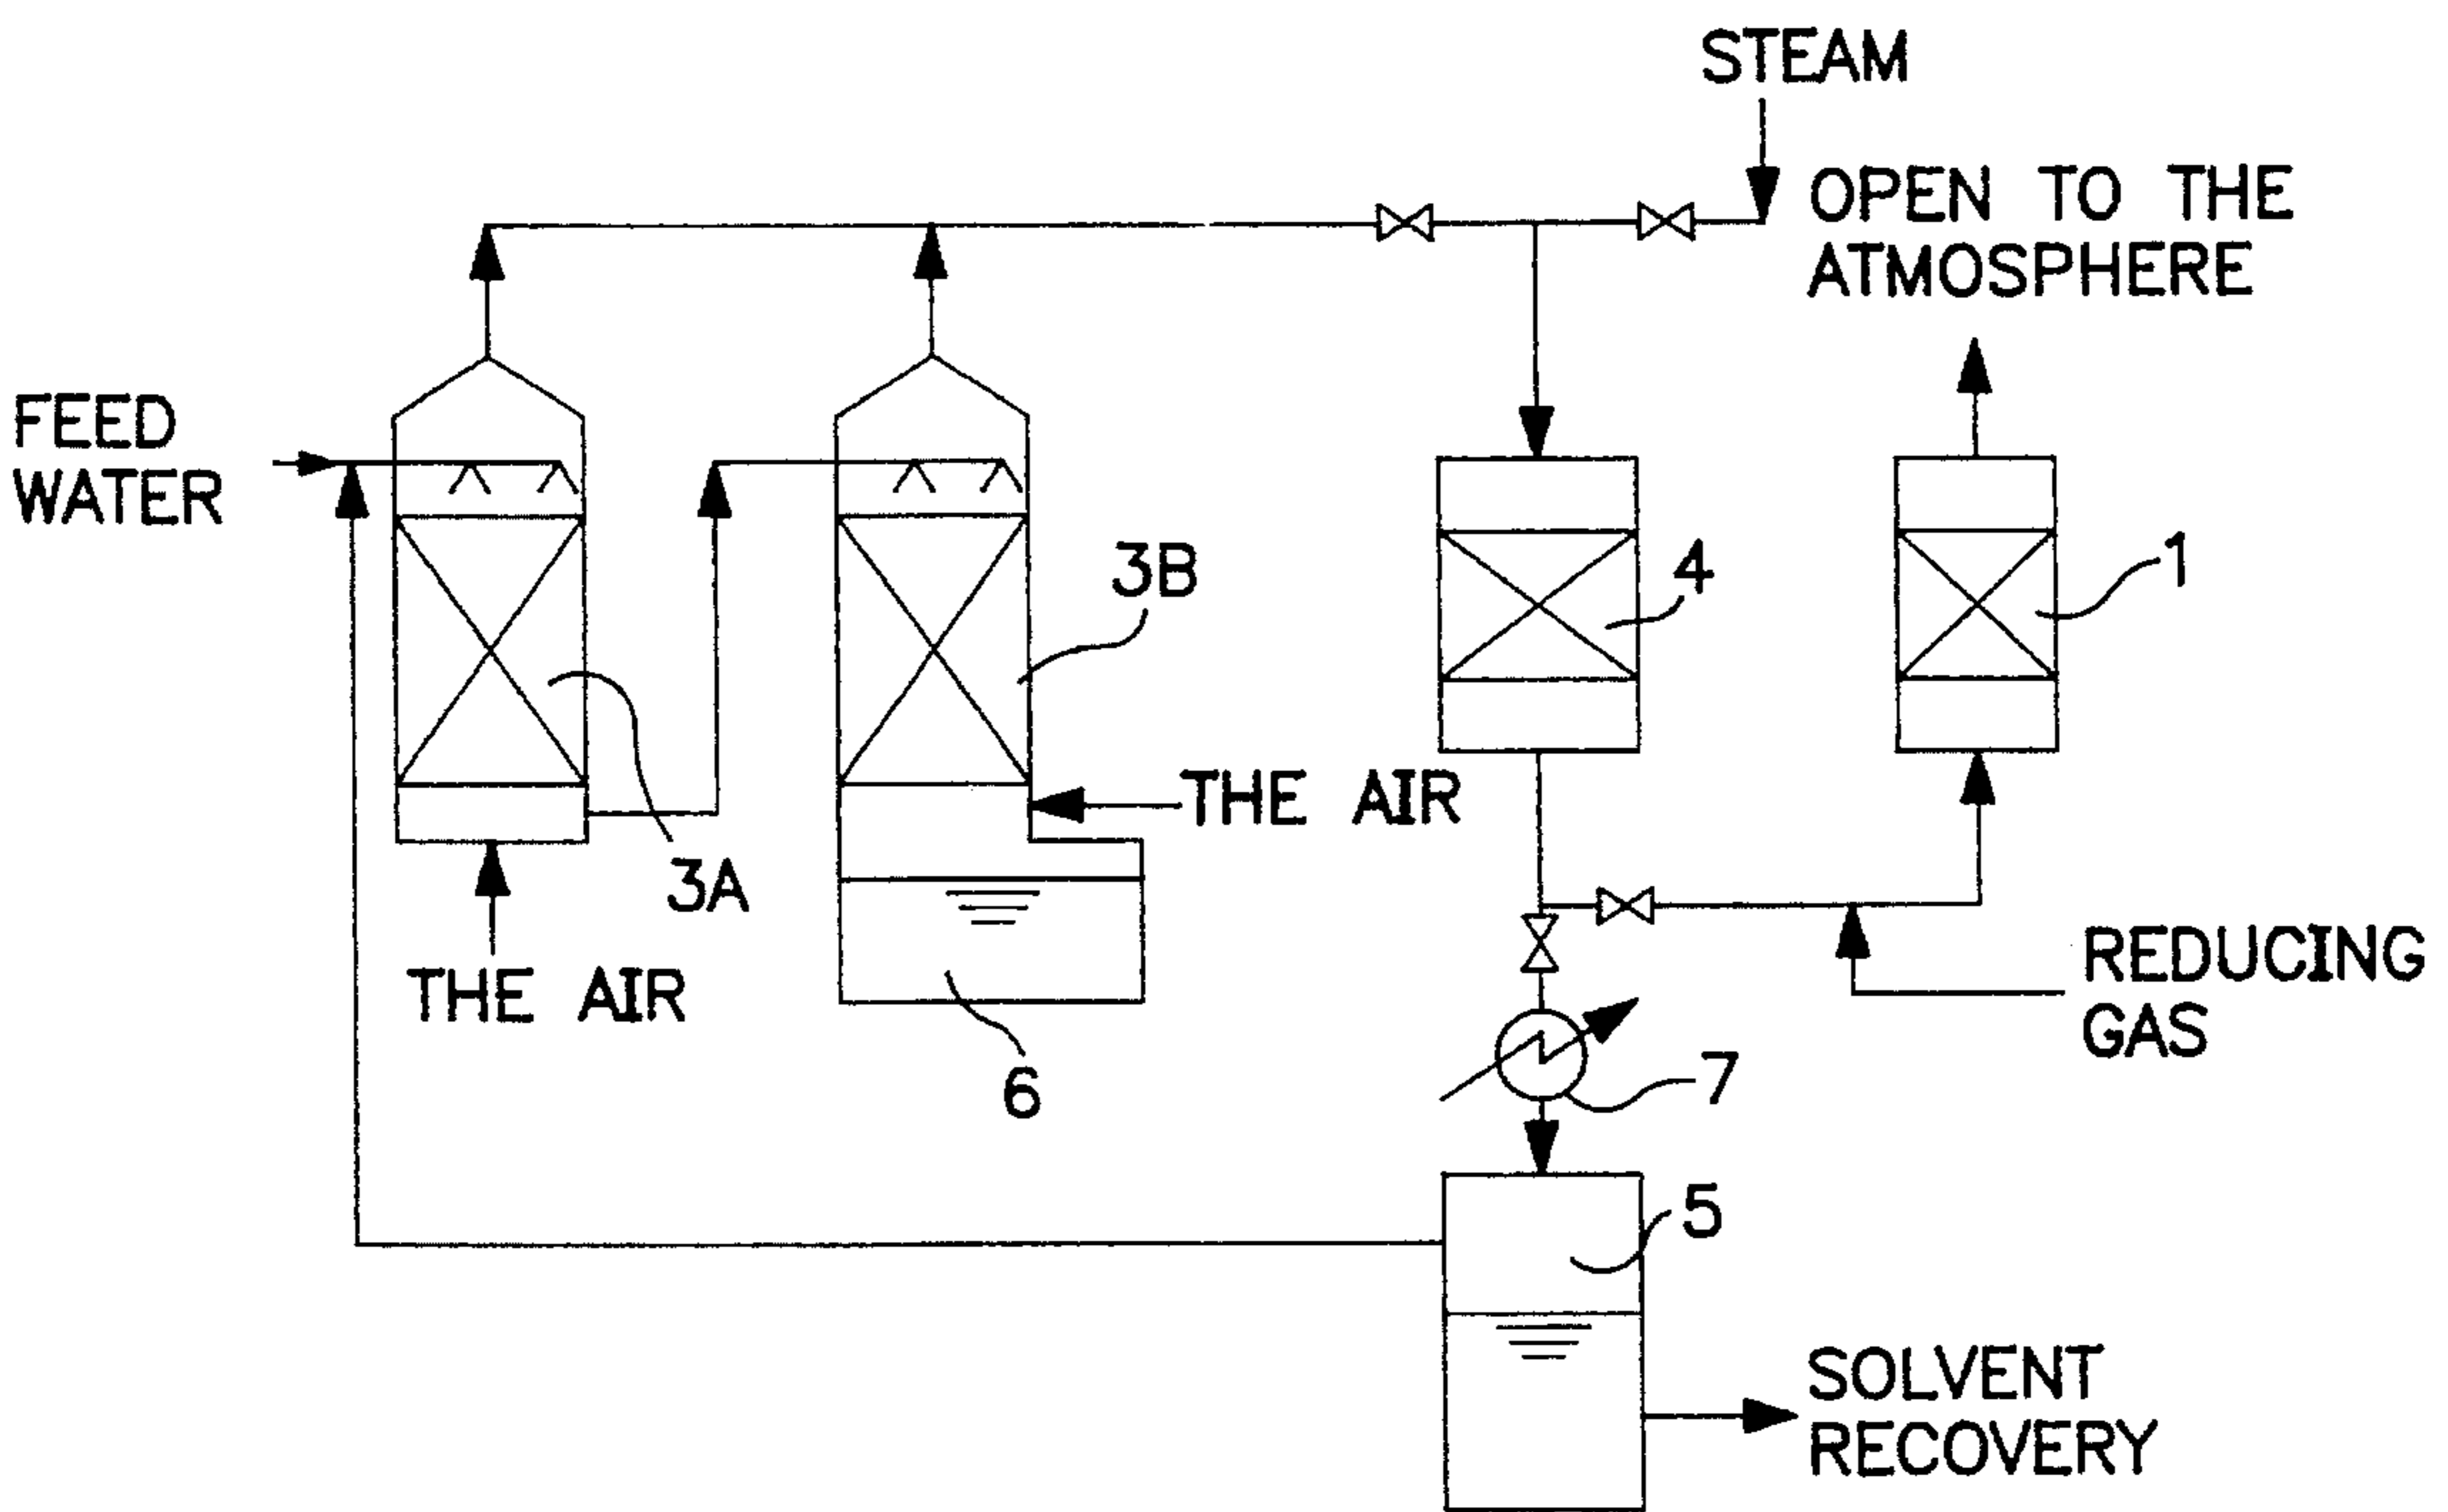 STEAM
OPEN TO THE
ATMOSPHERE
FEED
WATER
3B
4
1
THE AIR
3A
THE AIR
REDUCING
GAS
6
7
5
SOLVENT
RECOVERY